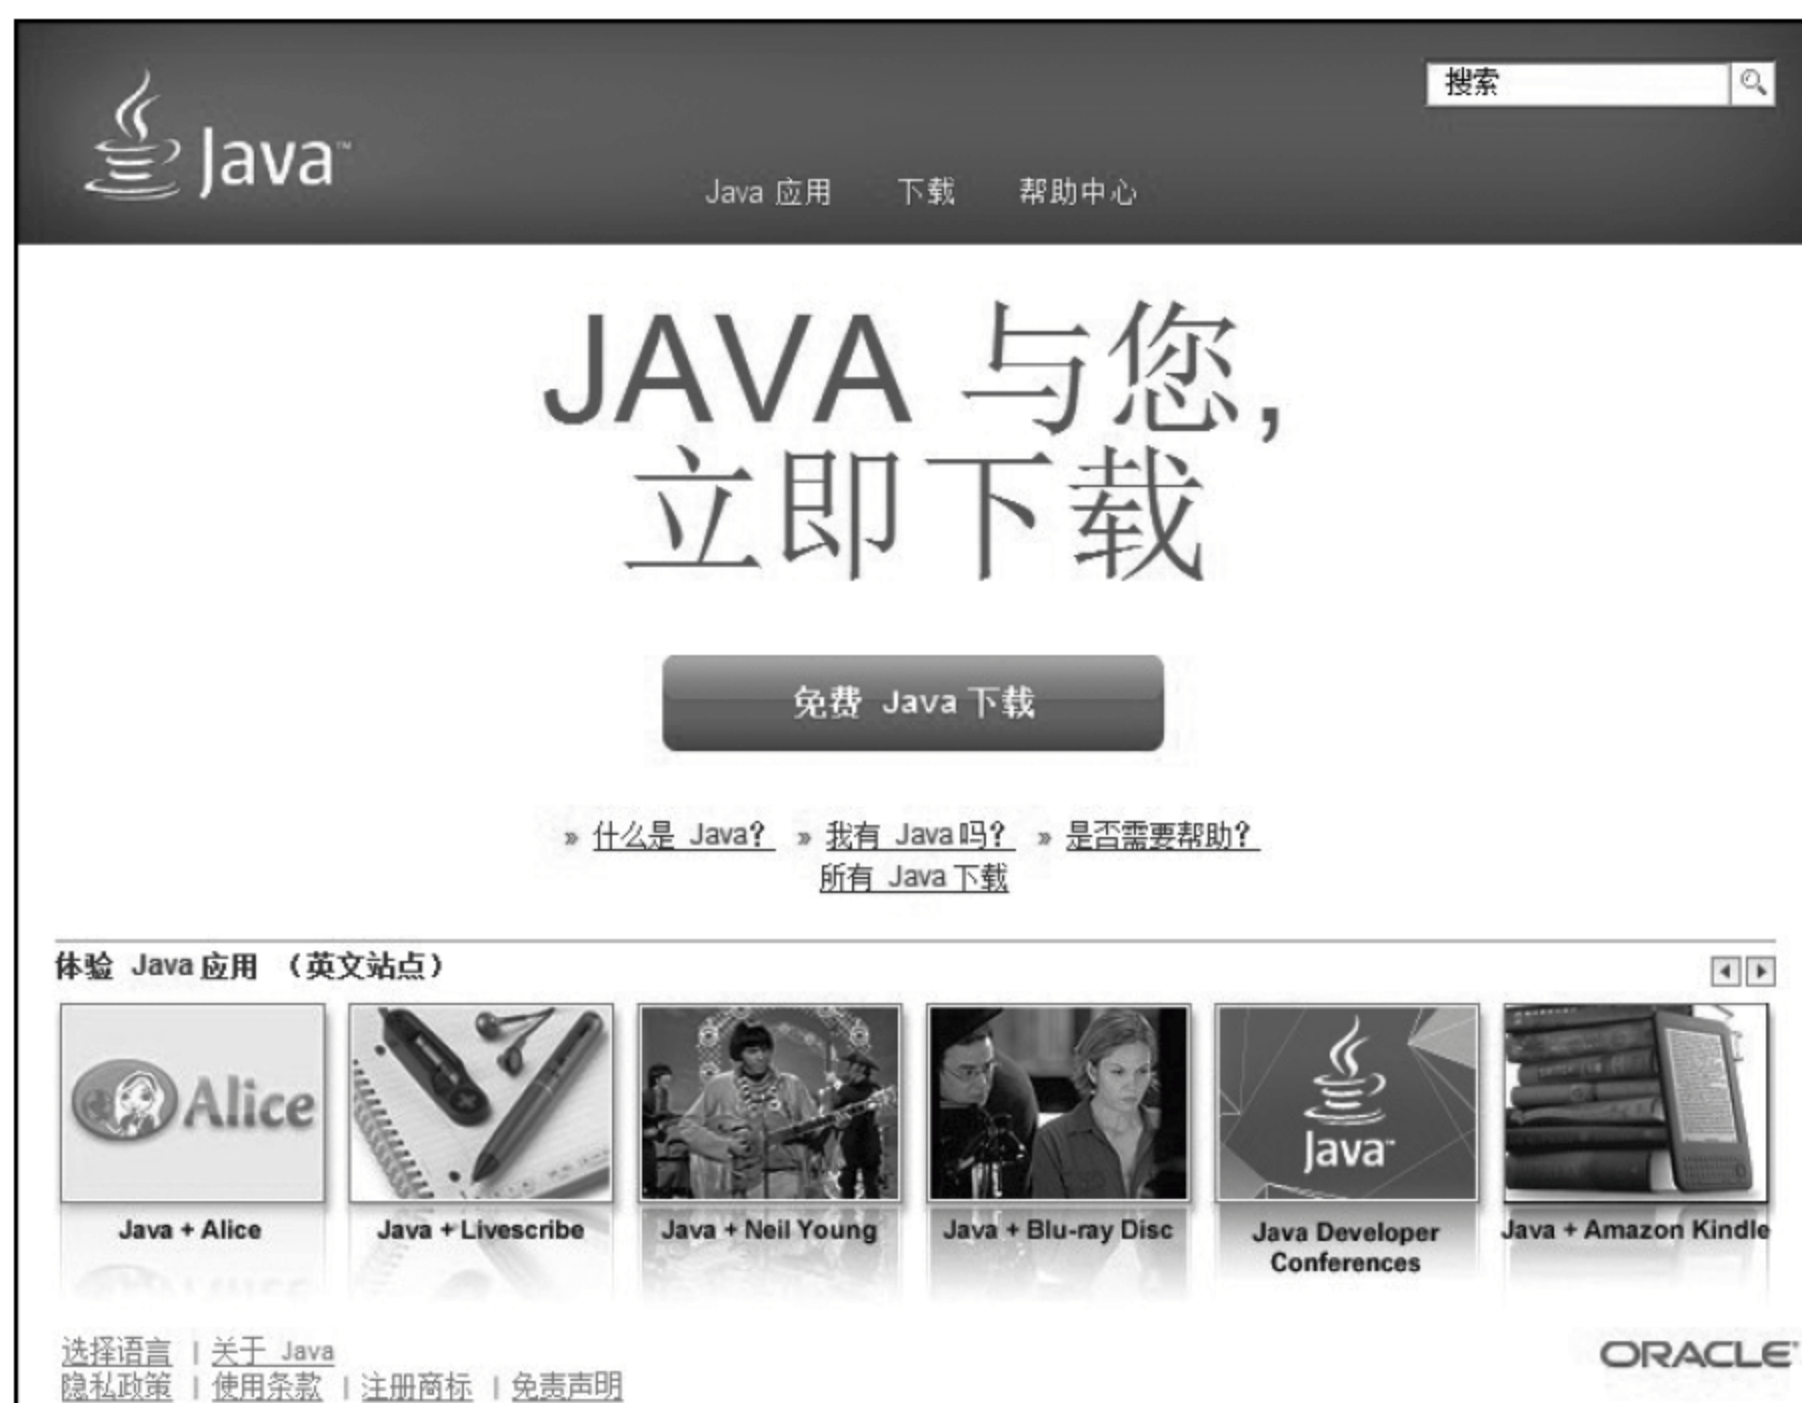 搜索
Java™
Java 应用 下载 帮助中心
JAVA 与您,
立即下载
免费 Java 下载
» 什么是 Java? » 我有 Java 吗? » 是否需要帮助?
所有 Java 下载
体验 Java 应用 （英文站点）
Alice
Java™
Java + Alice
Java + Livescribe
Java + Neil Young
Java + Blu-ray Disc
Java Developer
Conferences
Java + Amazon Kindle
选择语言 | 关于 Java
ORACLE
隐私政策 | 使用条款 | 注册商标 | 免责声明